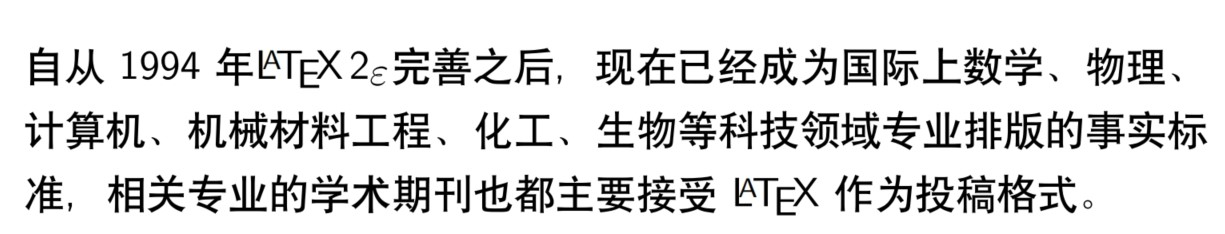 自从 1994 年LATEX 2ε完善之后，现在已经成为国际上数学、物理、
计算机、机械材料工程、化工、生物等科技领域专业排版的事实标
准，相关专业的学术期刊也都主要接受 LATEX 作为投稿格式。